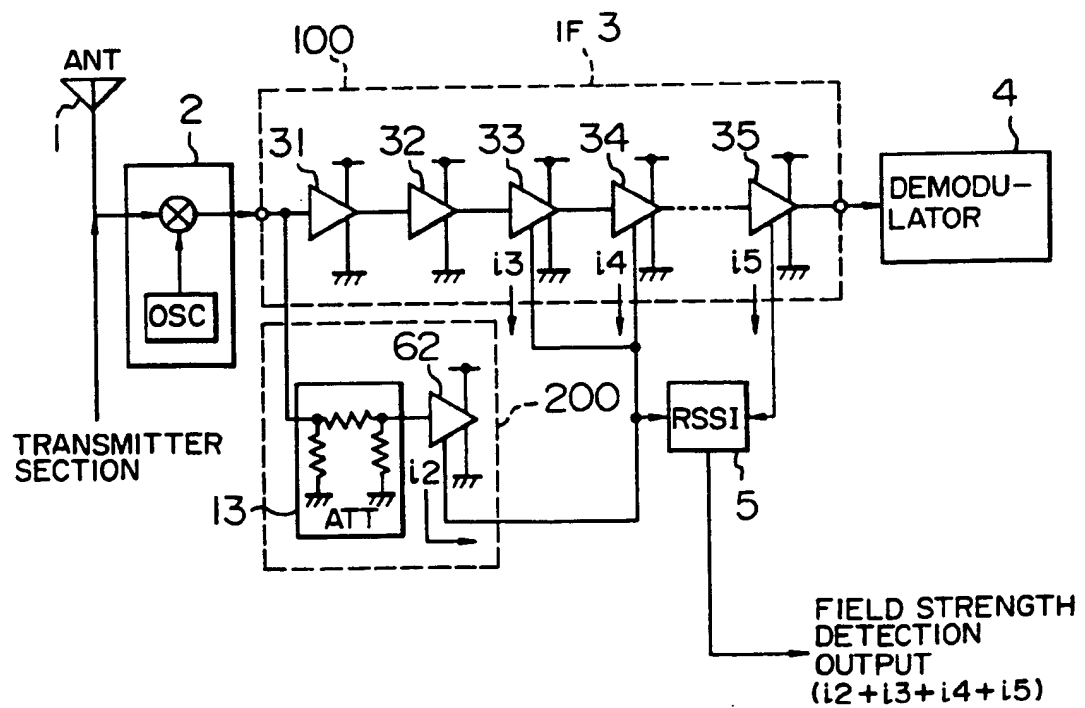 ANT
1
2
100
IF 3
31
32
33
34
35
4
DEMODU-
LATOR
OSC
i3
i4
i5
62
200
RSSI
5
TRANSMITTER
SECTION
13
ATT
i2
FIELD STRENGTH
DETECTION
OUTPUT
(i2+i3+i4+i5)